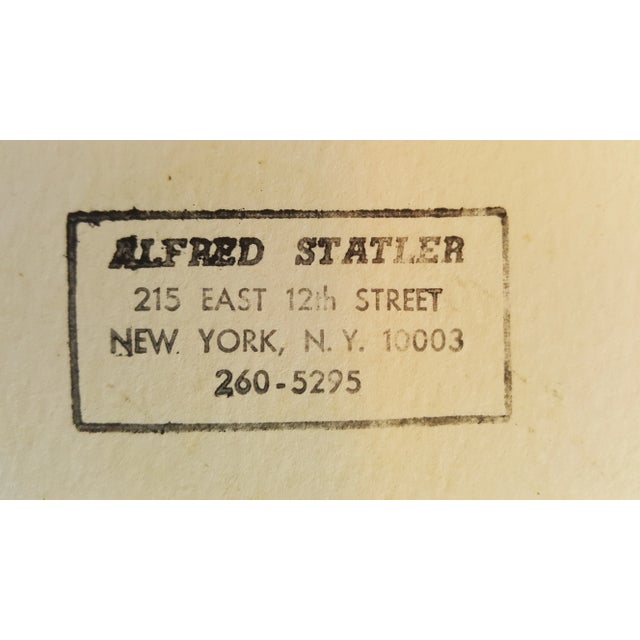 ALFRED STATLER
215 EAST 12th STREET
NEW YORK, N. Y. 10003
260-5295